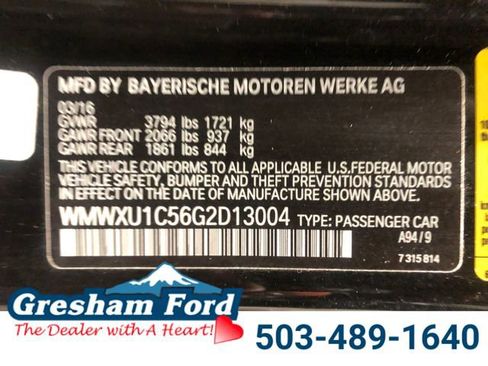 MFD BY BAYERISCHE MOTOREN WERKE AG
03/16
GVWR 3794 lbs 1721 kg
GAWR FRONT 2066 lbs 937 kg
GAWR REAR 1861 lbs 844 kg
THIS VEHICLE CONFORMS TO ALL APPLICABLE U.S.FEDERAL MOTOR
VEHICLE SAFETY, BUMPER AND THEFT PREVENTION STANDARDS
IN EFFECT ON THE DATE OF MANUFACTURE SHOWN ABOVE.
WMWXU1C56G2D13004 TYPE: PASSENGER CAR
A94/9
7315814
Gresham Ford
The Dealer with A Heart!
503-489-1640